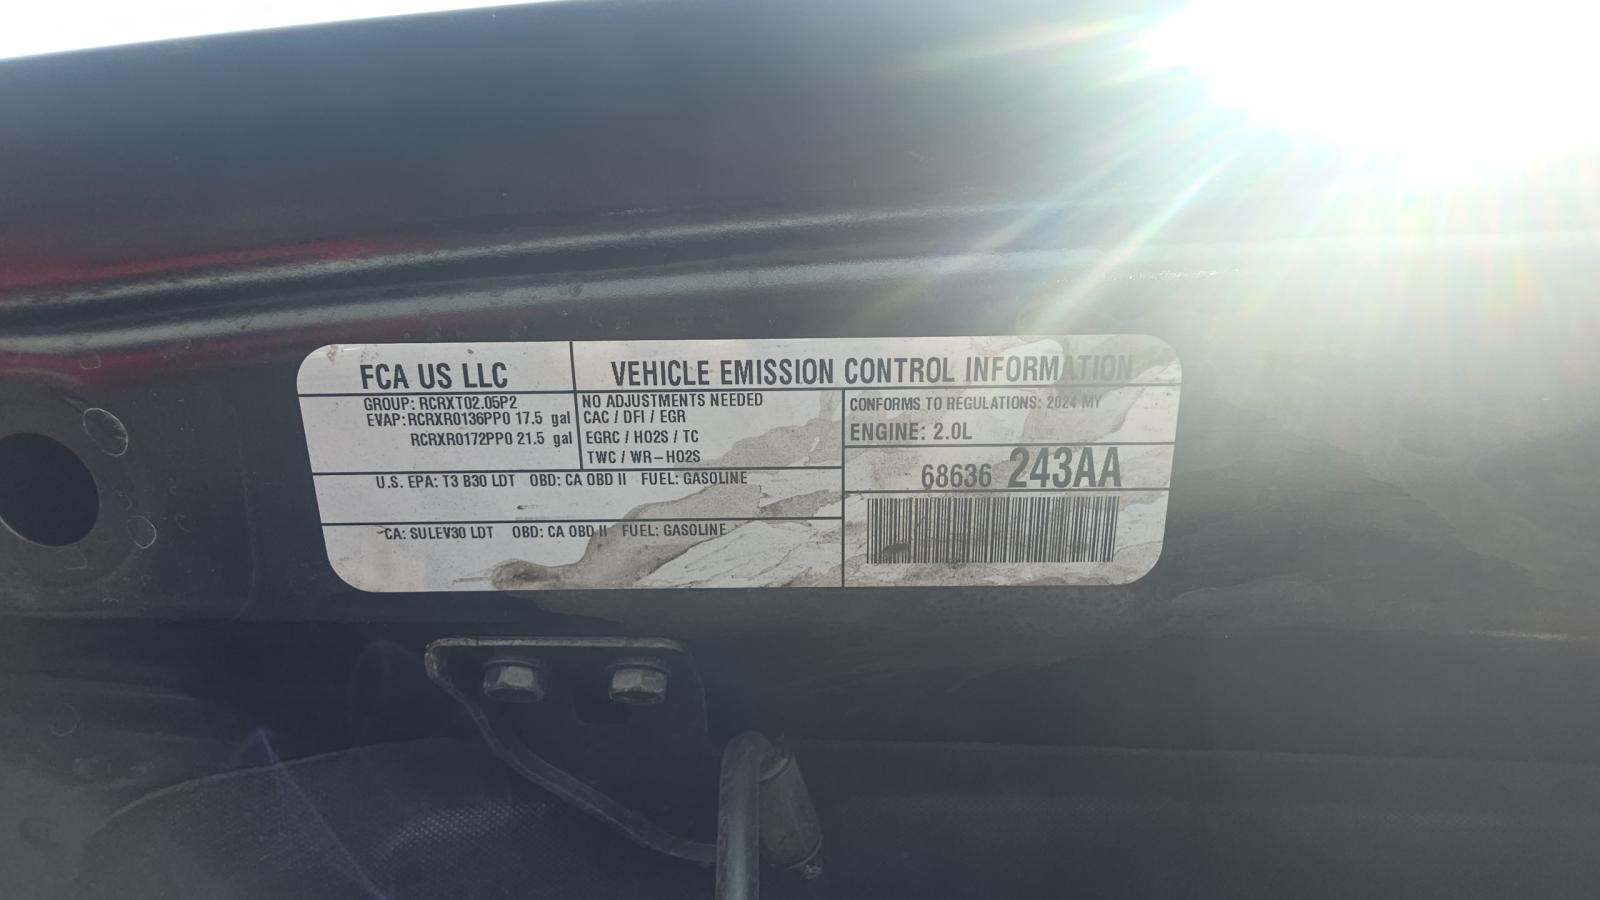 FCA US LLC
VEHICLE EMISSION CONTROL INFORMATION
GROUP: RCRXT02.05P2
EVAP: RCRXR0136PP0 17.5 gal
RCRXR0172PP0 21.5 gal
NO ADJUSTMENTS NEEDED
CAC / DFI / EGR
EGRC / HO2S / TC
TWC / WR-HO2S
CONFORMS TO REGULATIONS: 2024 MY
ENGINE: 2.0L
U.S. EPA: T3 B30 LDT OBD: CA OBD II FUEL: GASOLINE
CA: SULEV30 LDT OBD: CA OBD II FUEL: GASOLINE
68636 243AA